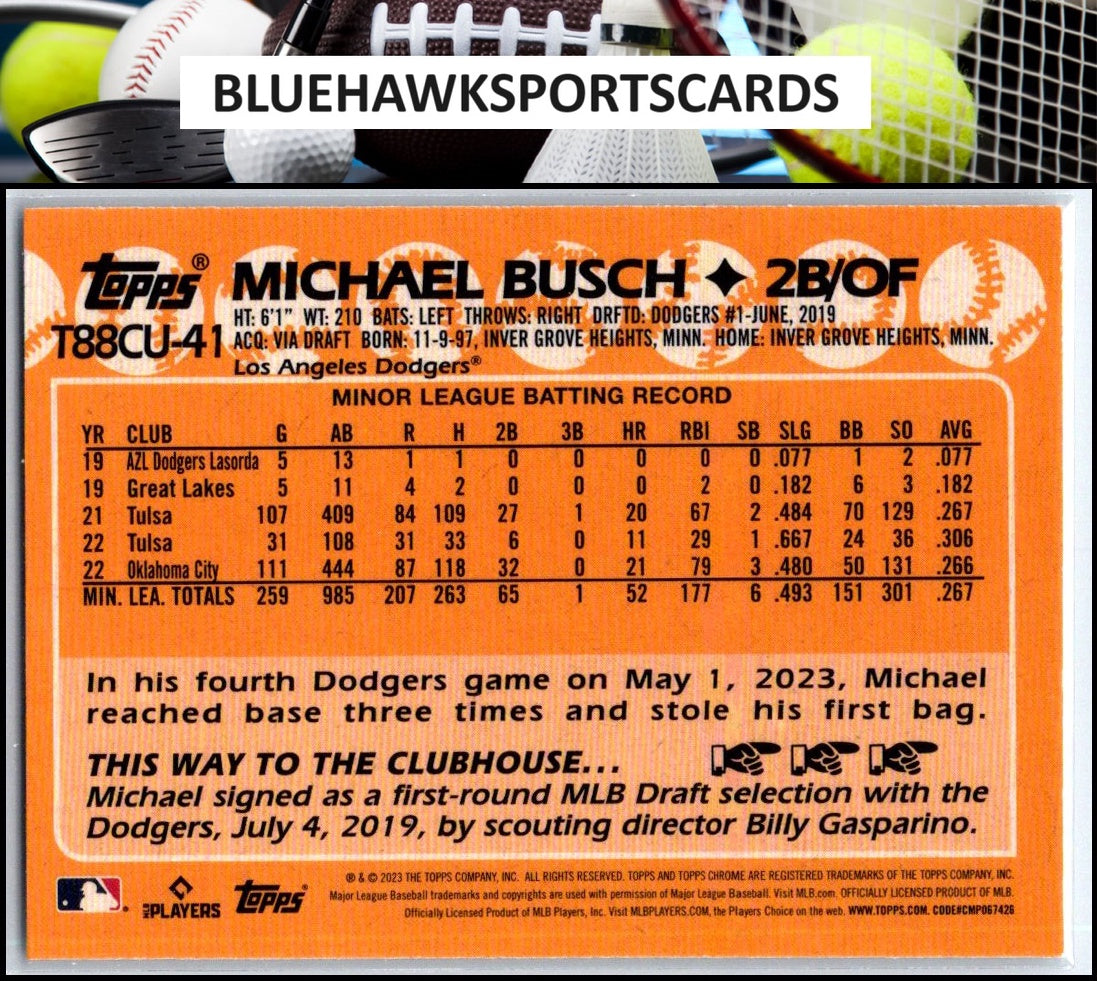 BLUEHAWKSPORTSCARDS
Topps®
T88CU-41
MICHAEL BUSCH ✦ 2B/OF
HT: 6'1" WT: 210 BATS: LEFT THROWS: RIGHT DRFTD: DODGERS #1-JUNE, 2019
ACQ: VIA DRAFT BORN: 11-9-97, INVER GROVE HEIGHTS, MINN. HOME: INVER GROVE HEIGHTS, MINN.
Los Angeles Dodgers®
MINOR LEAGUE BATTING RECORD
YR CLUB G AB R H 2B 3B HR RBI SB SLG BB SO AVG
19 AZL Dodgers Lasorda 5 13 1 1 0 0 0 0 0 .077 1 2 .077
19 Great Lakes 5 11 4 2 0 0 0 2 0 .182 6 3 .182
21 Tulsa 107 409 84 109 27 1 20 67 2 .484 70 129 .267
22 Tulsa 31 108 31 33 6 0 11 29 1 .667 24 36 .306
22 Oklahoma City 111 444 87 118 32 0 21 79 3 .480 50 131 .266
MIN. LEA. TOTALS 259 985 207 263 65 1 52 177 6 .493 151 301 .267
In his fourth Dodgers game on May 1, 2023, Michael
reached base three times and stole his first bag.
THIS WAY TO THE CLUBHOUSE...
Michael signed as a first-round MLB Draft selection with the
Dodgers, July 4, 2019, by scouting director Billy Gasparino.
® & © 2023 THE TOPPS COMPANY, INC. ALL RIGHTS RESERVED. TOPPS AND TOPPS CHROME ARE REGISTERED TRADEMARKS OF THE TOPPS COMPANY, INC.
Major League Baseball trademarks and copyrights are used with permission of Major League Baseball. Visit MLB.com. OFFICIALLY LICENSED PRODUCT OF MLB.
Officially Licensed Product of MLB Players, Inc. Visit MLBPLAYERS.COM, the Players Choice on the web. WWW.TOPPS.COM. CODE#CMP067426
MLB PLAYERS
Topps